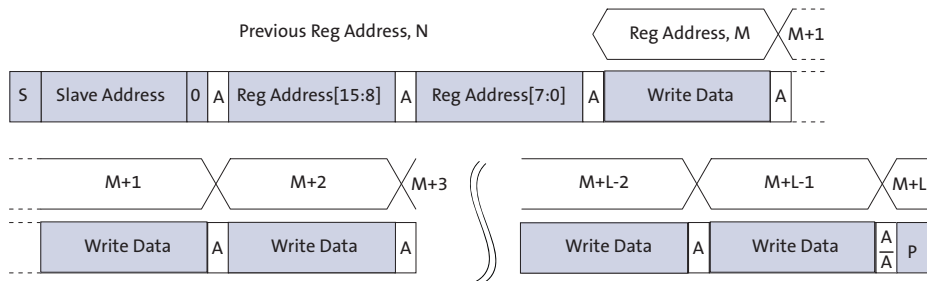 Previous Reg Address, N Reg Address, M M+1
S Slave Address 0 A Reg Address[15:8] A Reg Address[7:0] A Write Data A
M+1 M+2 M+3 M+L-2 M+L-1 M+L
Write Data A Write Data A Write Data A Write Data A/A̅ P